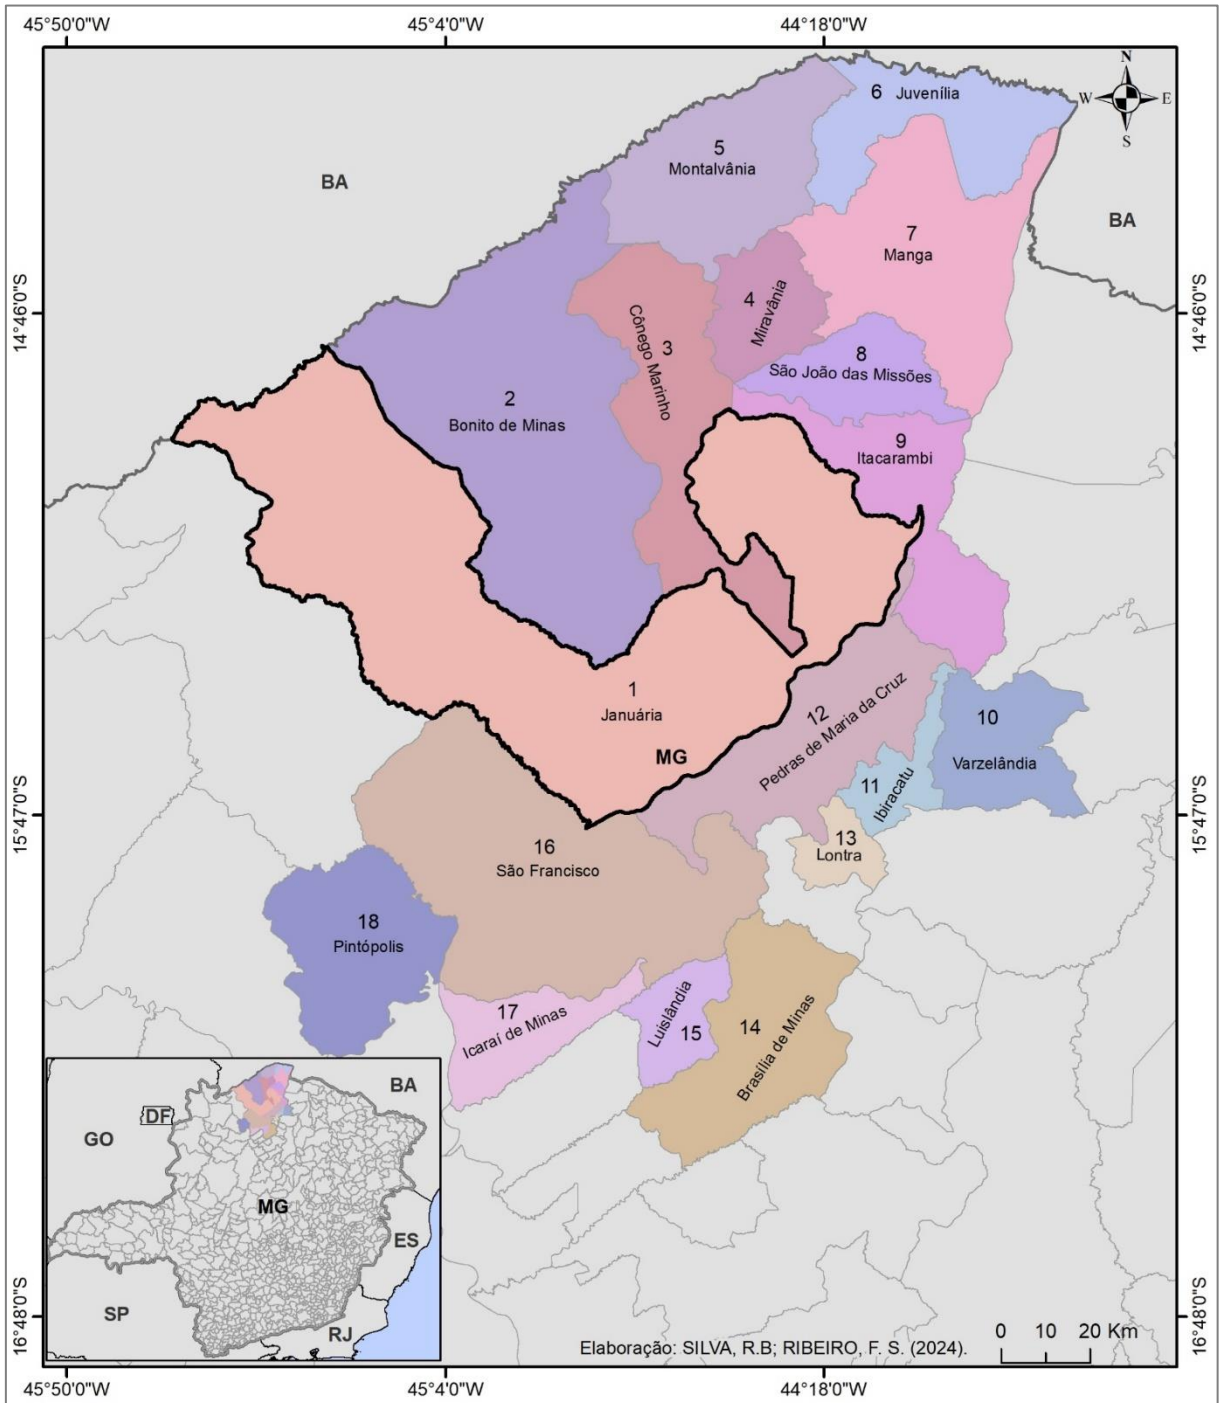 45°50'0"W
45°4'0"W
44°18'0"W
N
W
E
S
6 Juvenília
5
Montalvânia
BA
BA
7
Manga
14°46'0"S
14°46'0"S
4
Miravânia
3
Cônego Marinho
8
São João das Missões
2
Bonito de Minas
9
Itacarambi
1
Januária
MG
12
Pedras de Maria da Cruz
10
Varzelândia
11
Ibiracatu
15°47'0"S
15°47'0"S
13
Lontra
16
São Francisco
18
Pintópolis
17
Icaraí de Minas
Luislândia
15
14
Brasília de Minas
BA
DF
GO
MG
ES
SP
RJ
16°48'0"S
16°48'0"S
Elaboração: SILVA, R.B; RIBEIRO, F. S. (2024).
0 10 20 Km
45°50'0"W
45°4'0"W
44°18'0"W